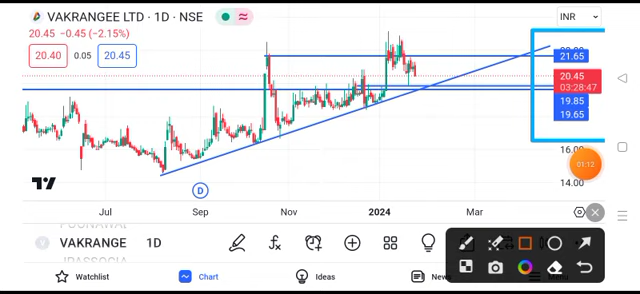 VAKRANGEE LTD · 1D · NSE
INR
20.45 −0.45 (−2.15%)
20.40 0.05 20.45
21.65
20.45
03:28:47
19.85
19.65
16.00
01:12
14.00
D
Jul Sep Nov 2024 Mar
V VAKRANGE 1D
Watchlist Chart Ideas News